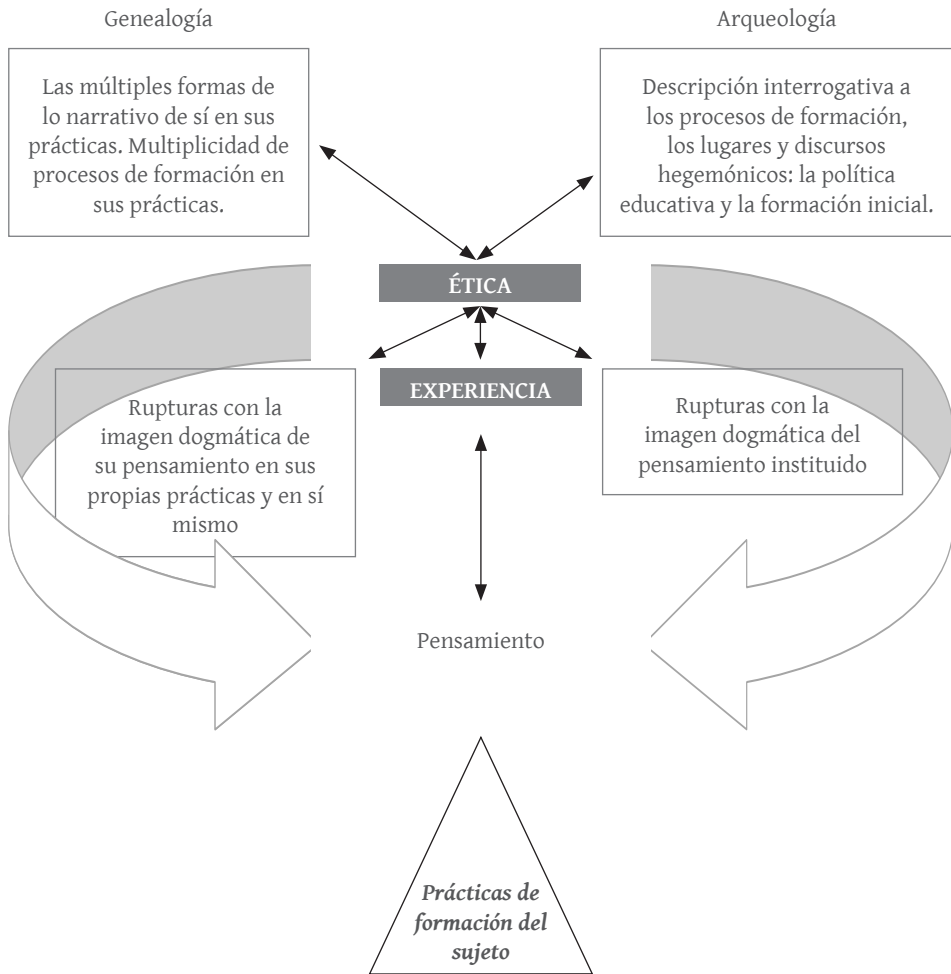 Genealogía
Las múltiples formas de
lo narrativo de sí en sus
prácticas. Multiplicidad de
procesos de formación en
sus prácticas.
Arqueología
Descripción interrogativa a
los procesos de formación,
los lugares y discursos
hegemónicos: la política
educativa y la formación inicial.
ÉTICA
EXPERIENCIA
Rupturas con la
imagen dogmática de
su pensamiento en sus
propias prácticas y en sí
mismo
Rupturas con la
imagen dogmática del
pensamiento instituido
Pensamiento
Prácticas de
formación del
sujeto